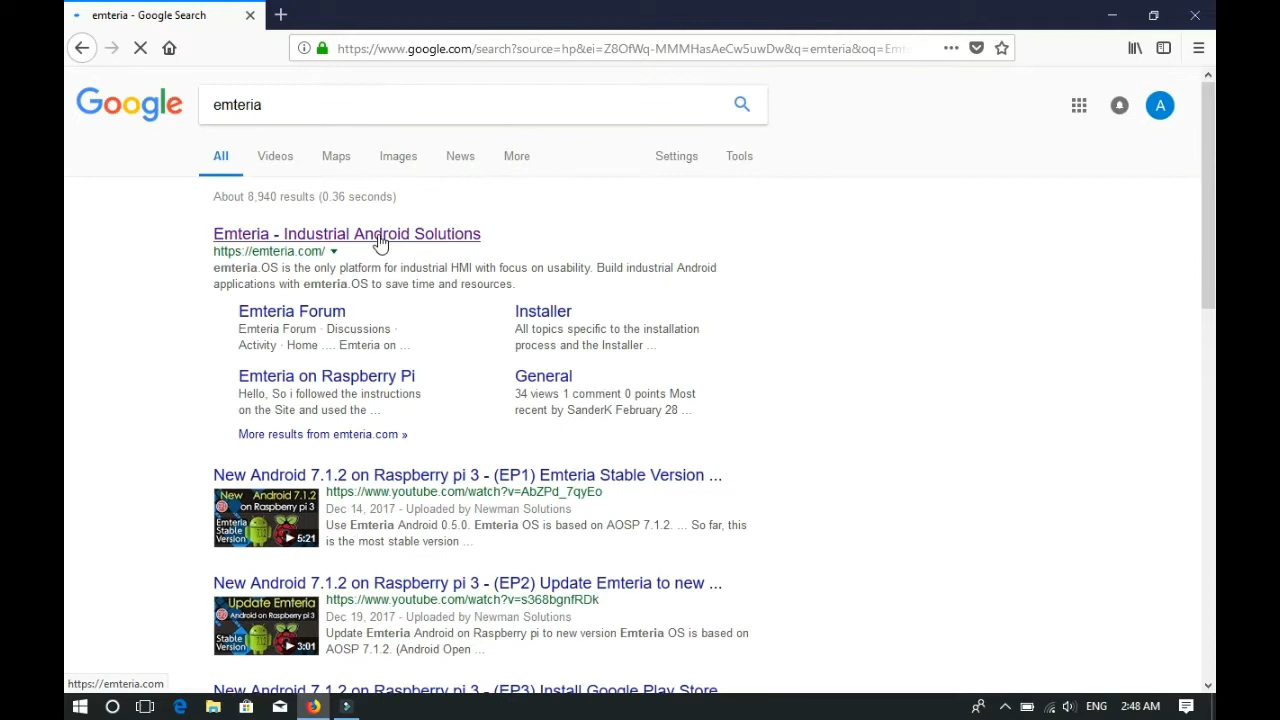 emteria - Google Search
https://www.google.com/search?source=hp&ei=Z8OfWq-MMMHasAeCw5uwDw&q=emteria&oq=Emte
Google
emteria
A
All Videos Maps Images News More Settings Tools
About 8,940 results (0.36 seconds)
Emteria - Industrial Android Solutions
https://emteria.com/
emteria.OS is the only platform for industrial HMI with focus on usability. Build industrial Android
applications with emteria.OS to save time and resources.
Emteria Forum
Emteria Forum · Discussions ·
Activity · Home .... Emteria on ...
Installer
All topics specific to the installation
process and the Installer ...
Emteria on Raspberry Pi
Hello, So i followed the instructions
on the Site and used the ...
General
34 views 1 comment 0 points Most
recent by SanderK February 28 ...
More results from emteria.com »
New Android 7.1.2 on Raspberry pi 3 - (EP1) Emteria Stable Version ...
New Android 7.1.2
on Raspberry pi 3
Emteria
Stable
Version
5:21
https://www.youtube.com/watch?v=AbZPd_7qyEo
Dec 14, 2017 - Uploaded by Newman Solutions
Use Emteria Android 0.5.0. Emteria OS is based on AOSP 7.1.2. ... So far, this
is the most stable version ...
New Android 7.1.2 on Raspberry pi 3 - (EP2) Update Emteria to new ...
Update Emteria
Android on Raspberry pi 3
Stable
Version
3:01
https://www.youtube.com/watch?v=s368bgnfRDk
Dec 19, 2017 - Uploaded by Newman Solutions
Update Emteria Android on Raspberry pi to new version Emteria OS is based on
AOSP 7.1.2. (Android Open ...
New Android 7.1.2 on Raspberry pi 3 - (EP3) Install Google Play Store
https://emteria.com
ENG 2:48 AM